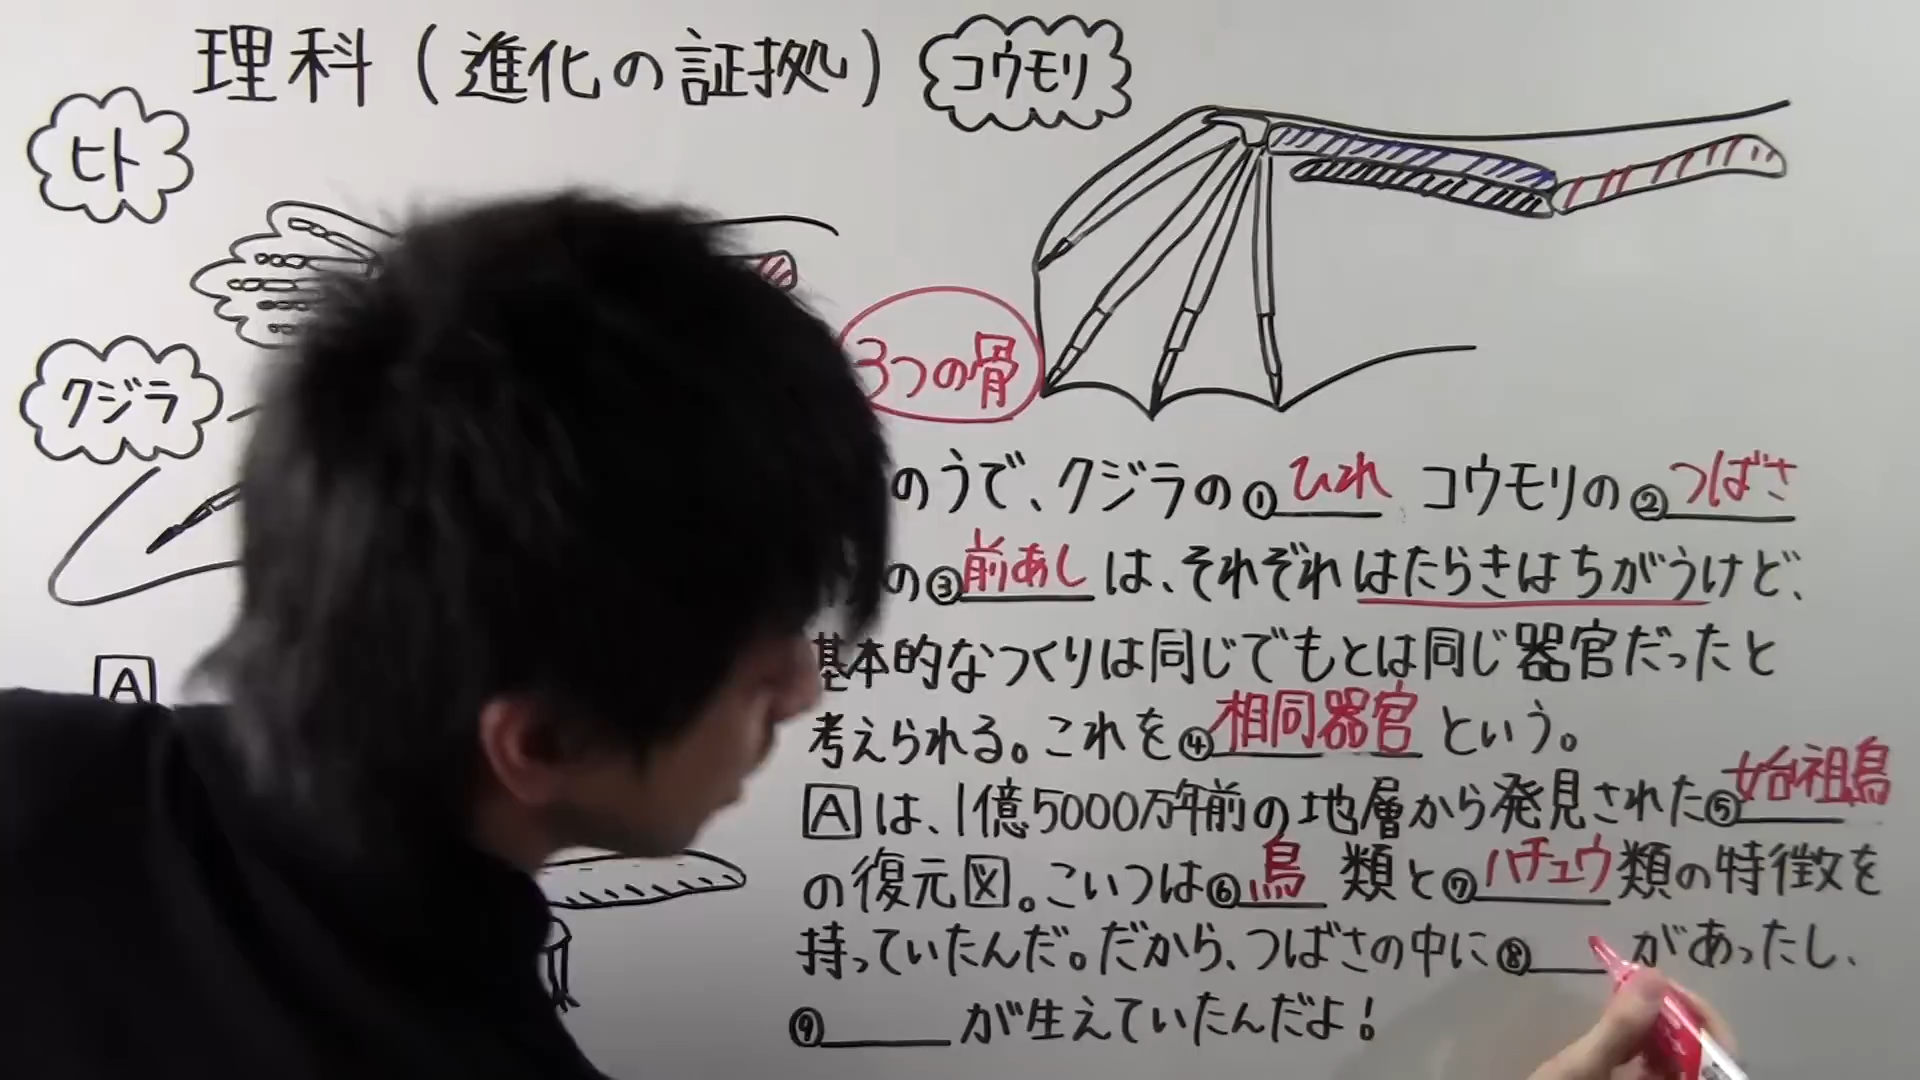 理科(進化の証拠)
コウモリ
ヒト
クジラ
3つの骨
A
のうで、クジラの①ひれ コウモリの②つばさ
の③前あしは、それぞれはたらきはちがうけど、
基本的なつくりは同じでもとは同じ器官だったと
考えられる。これを④相同器官という。
Aは、1億5000万年前の地層から発見された⑤始祖鳥
の復元図。こいつは⑥鳥類と⑦ハチュウ類の特徴を
持っていたんだ。だから、つばさの中に⑧があったし、
⑨が生えていたんだよ!